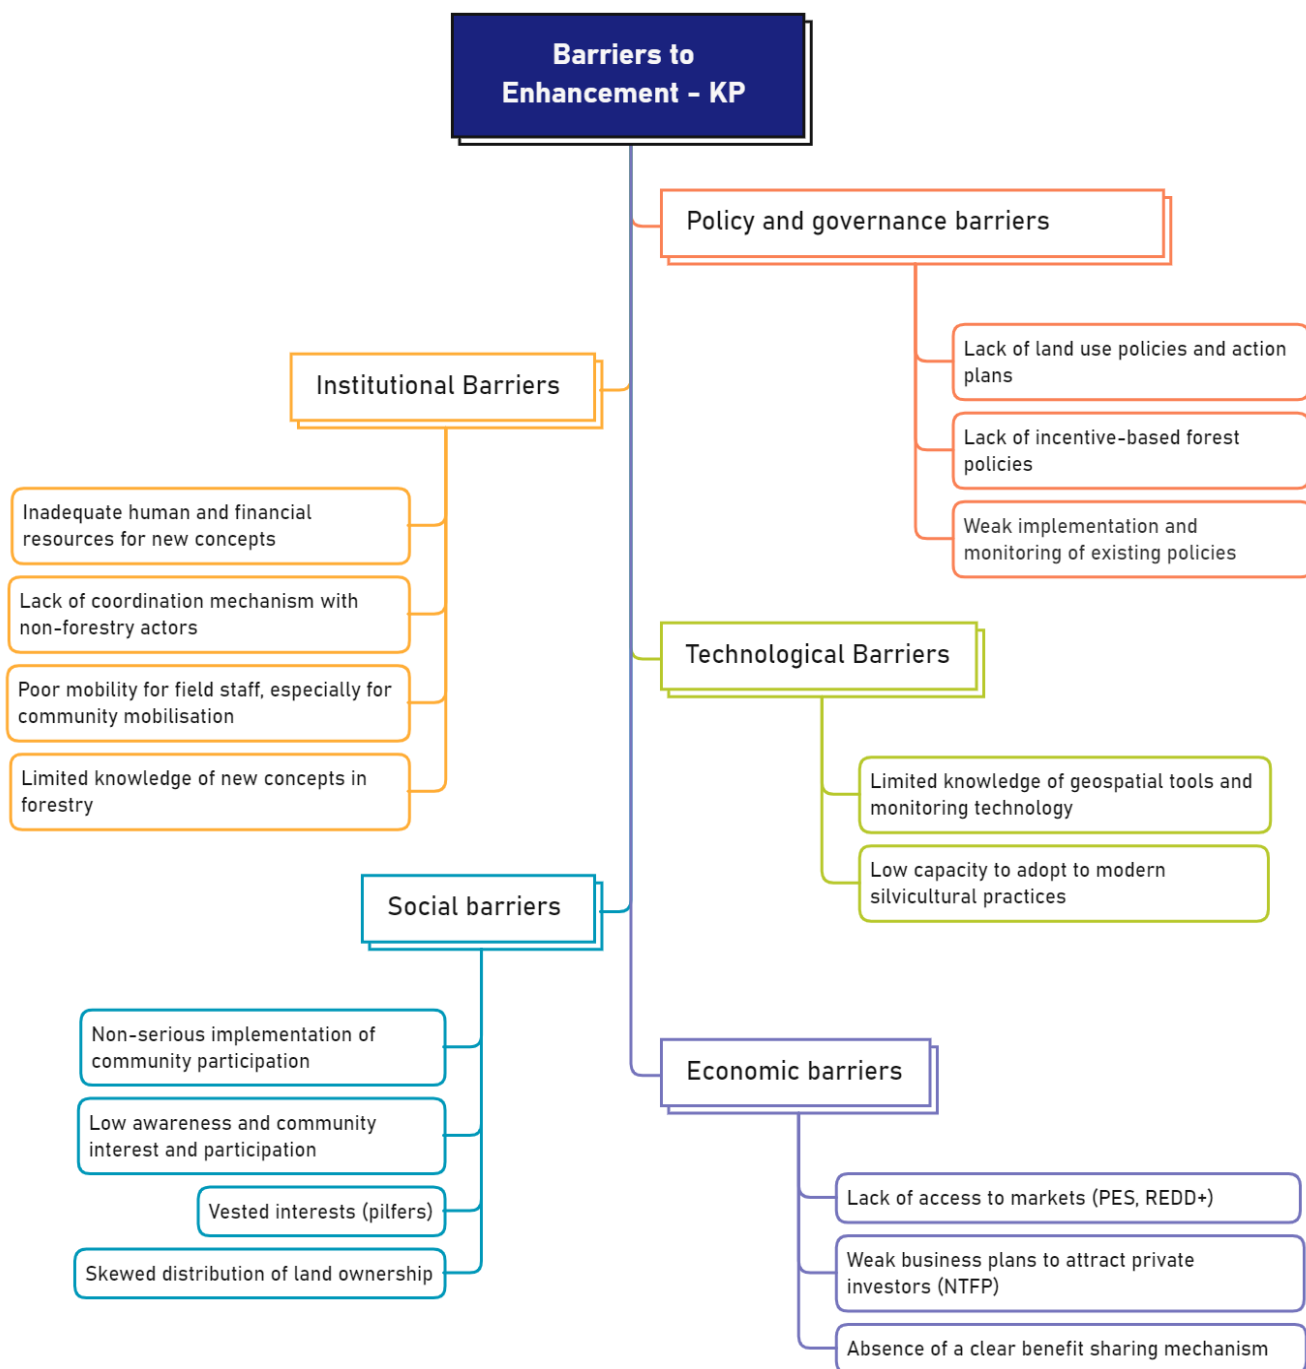 Barriers to
Enhancement - KP
Policy and governance barriers
Lack of land use policies and action
plans
Lack of incentive-based forest
policies
Weak implementation and
monitoring of existing policies
Institutional Barriers
Inadequate human and financial
resources for new concepts
Lack of coordination mechanism with
non-forestry actors
Poor mobility for field staff, especially for
community mobilisation
Limited knowledge of new concepts in
forestry
Technological Barriers
Limited knowledge of geospatial tools and
monitoring technology
Low capacity to adopt to modern
silvicultural practices
Social barriers
Non-serious implementation of
community participation
Low awareness and community
interest and participation
Vested interests (pilfers)
Skewed distribution of land ownership
Economic barriers
Lack of access to markets (PES, REDD+)
Weak business plans to attract private
investors (NTFP)
Absence of a clear benefit sharing mechanism